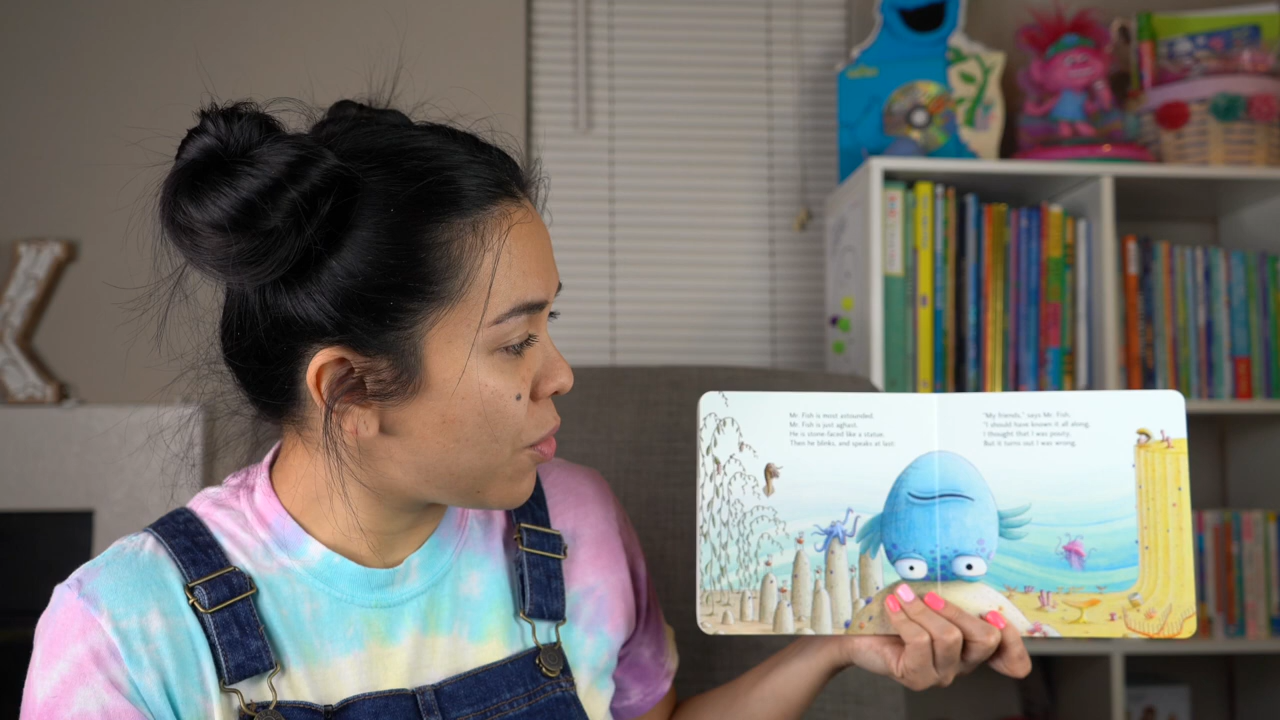 Mr. Fish is most astounded.
Mr. Fish is just aghast.
He is stone-faced like a statue.
Then he blinks, and speaks at last.
"My friends," says Mr. Fish,
"I should have known it all along.
I thought that I was pouty.
But it turns out I was wrong.
K